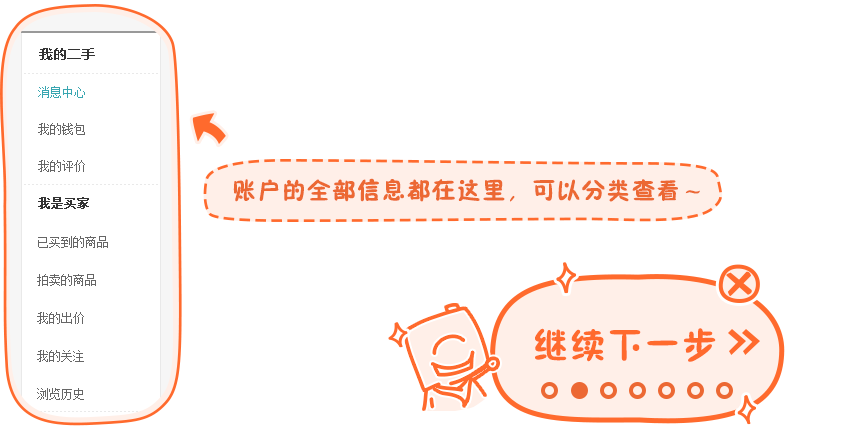 我的二手
消息中心
我的钱包
我的评价
我是买家
已买到的商品
拍卖的商品
我的出价
我的关注
浏览历史
账户的全部信息都在这里，可以分类查看～
继续下一步